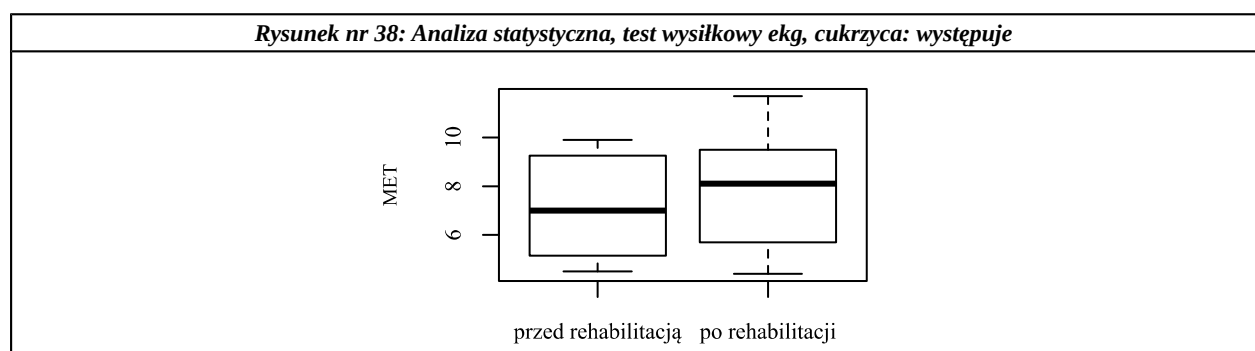 Rysunek nr 38: Analiza statystyczna, test wysiłkowy ekg, cukrzyca: występuje
10
8
6
MET
przed rehabilitacją po rehabilitacji